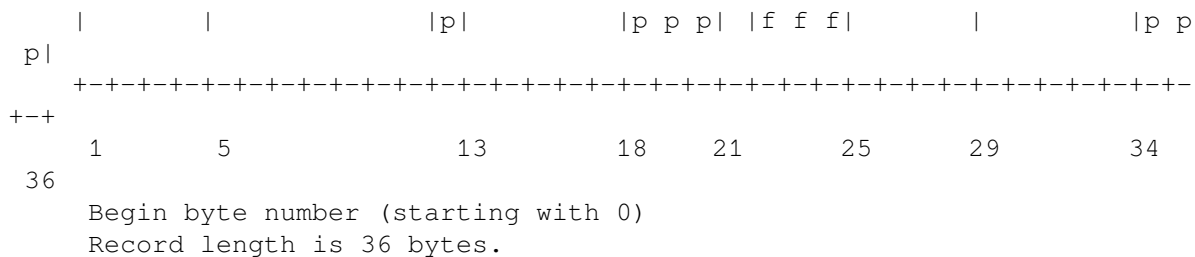 |       |             |p|         |p p p| |f f f|       |         |p p
 p|
+-+-+-+-+-+-+-+-+-+-+-+-+-+-+-+-+-+-+-+-+-+-+-+-+-+-+-+-+-+-+-+-+-+-+-
+-+
 1       5               13        18    21      25      29        34
 36
 Begin byte number (starting with 0)
 Record length is 36 bytes.